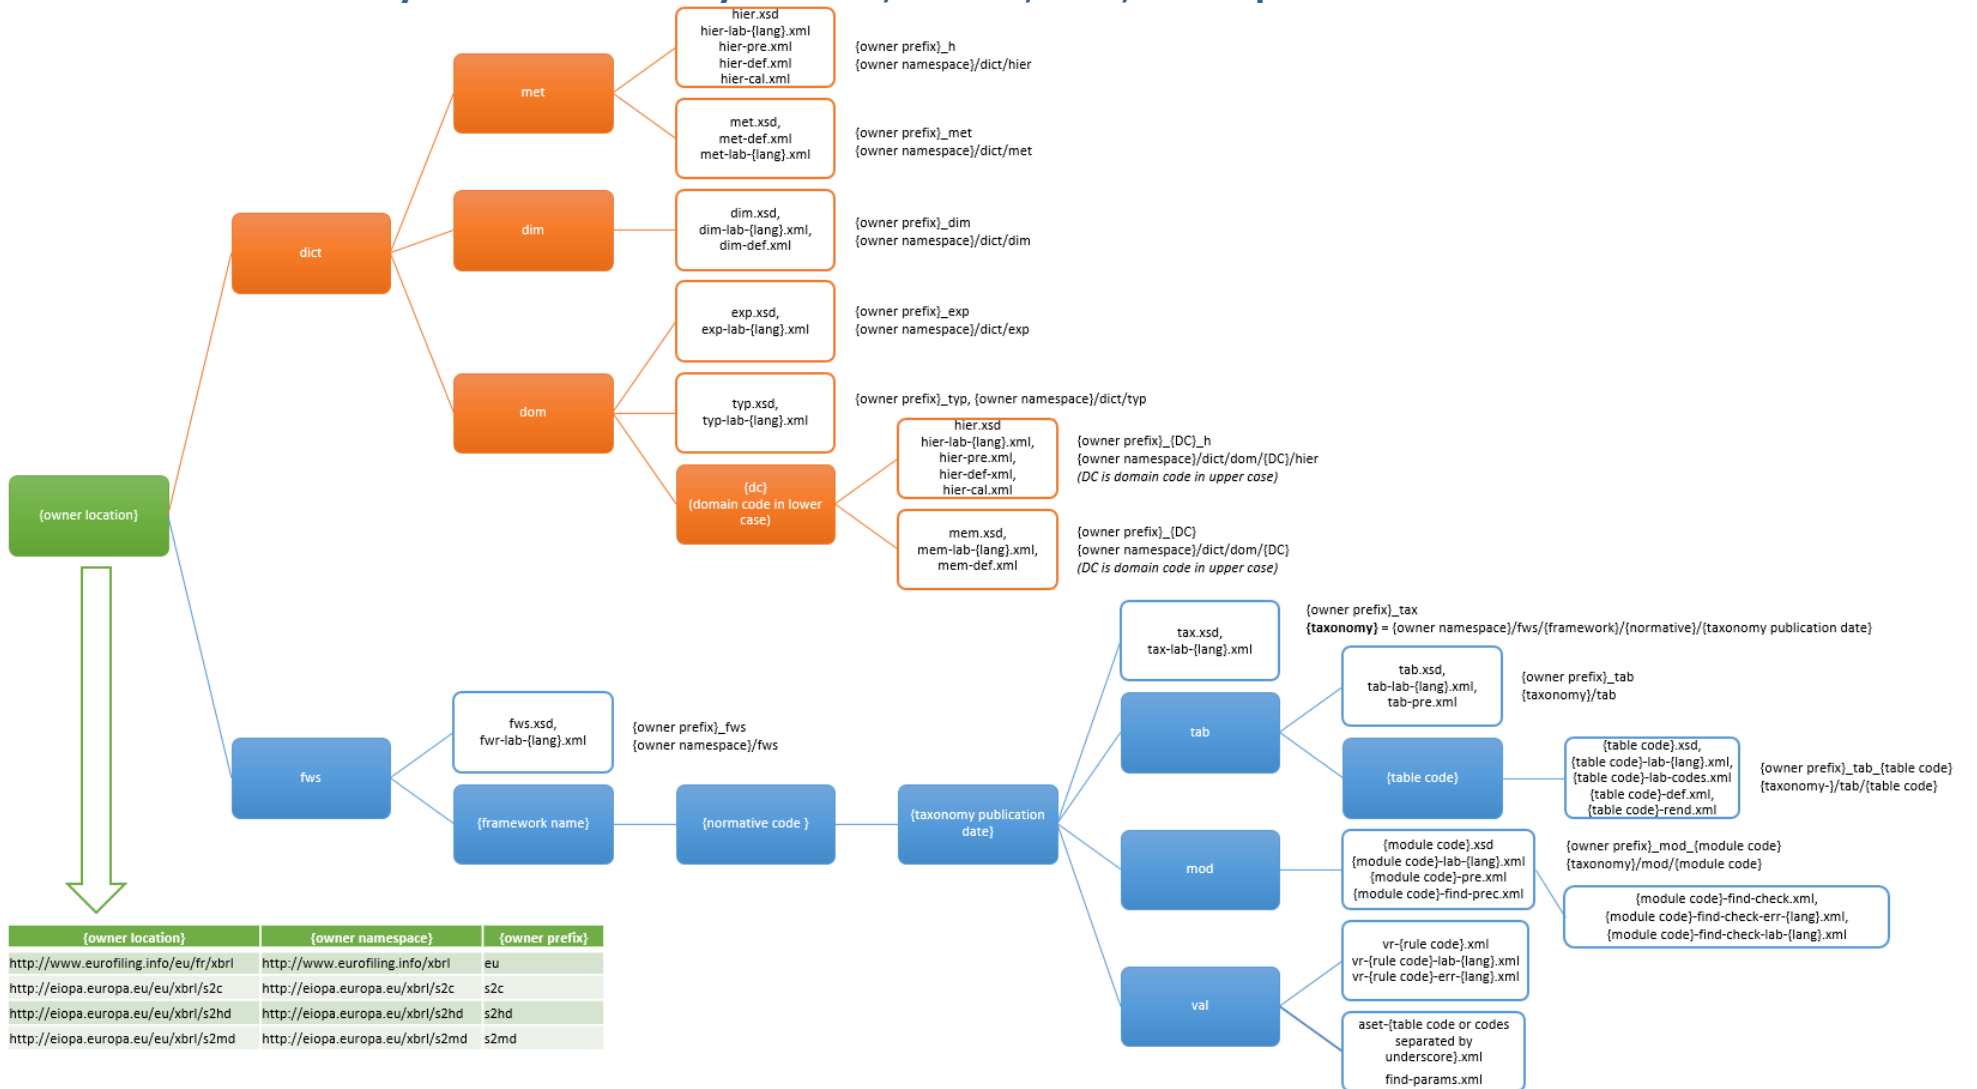 hier.xsd
hier-lab-{lang}.xml
hier-pre.xml
hier-def.xml
hier-cal.xml
{owner prefix}_h
{owner namespace}/dict/hier
met
met.xsd,
met-def.xml
met-lab-{lang}.xml
{owner prefix}_met
{owner namespace}/dict/met
dict
dim
dim.xsd,
dim-lab-{lang}.xml,
dim-def.xml
{owner prefix}_dim
{owner namespace}/dict/dim
exp.xsd,
exp-lab-{lang}.xml
{owner prefix}_exp
{owner namespace}/dict/exp
dom
typ.xsd,
typ-lab-{lang}.xml
{owner prefix}_typ, {owner namespace}/dict/typ
{dc}
(domain code in lower
case)
hier.xsd
hier-lab-{lang}.xml,
hier-pre.xml,
hier-def-xml,
hier-cal.xml
{owner prefix}_{DC}_h
{owner namespace}/dict/dom/{DC}/hier
(DC is domain code in upper case)
mem.xsd,
mem-lab-{lang}.xml,
mem-def.xml
{owner prefix}_{DC}
{owner namespace}/dict/dom/{DC}
(DC is domain code in upper case)
{owner location}
fws
fws.xsd,
fwr-lab-{lang}.xml
{owner prefix}_fws
{owner namespace}/fws
{framework name}
{normative code }
{taxonomy publication
date}
tax.xsd,
tax-lab-{lang}.xml
{owner prefix}_tax
{taxonomy} = {owner namespace}/fws/{framework}/{normative}/{taxonomy publication date}
tab
tab.xsd,
tab-lab-{lang}.xml,
tab-pre.xml
{owner prefix}_tab
{taxonomy}/tab
{table code}
{table code}.xsd,
{table code}-lab-{lang}.xml,
{table code}-lab-codes.xml
{table code}-def.xml,
{table code}-rend.xml
{owner prefix}_tab_{table code}
{taxonomy-}/tab/{table code}
mod
{module code}.xsd
{module code}-lab-{lang}.xml
{module code}-pre.xml
{module code}-find-prec.xml
{owner prefix}_mod_{module code}
{taxonomy}/mod/{module code}
{module code}-find-check.xml,
{module code}-find-check-err-{lang}.xml,
{module code}-find-check-lab-{lang}.xml
val
vr-{rule code}.xml
vr-{rule code}-lab-{lang}.xml
vr-{rule code}-err-{lang}.xml
aset-{table code or codes
separated by
underscore}.xml
find-params.xml
{owner location} {owner namespace} {owner prefix}
http://www.eurofiling.info/eu/fr/xbrl http://www.eurofiling.info/xbrl eu
http://eiopa.europa.eu/eu/xbrl/s2c http://eiopa.europa.eu/xbrl/s2c s2c
http://eiopa.europa.eu/eu/xbrl/s2hd http://eiopa.europa.eu/xbrl/s2hd s2hd
http://eiopa.europa.eu/eu/xbrl/s2md http://eiopa.europa.eu/xbrl/s2md s2md